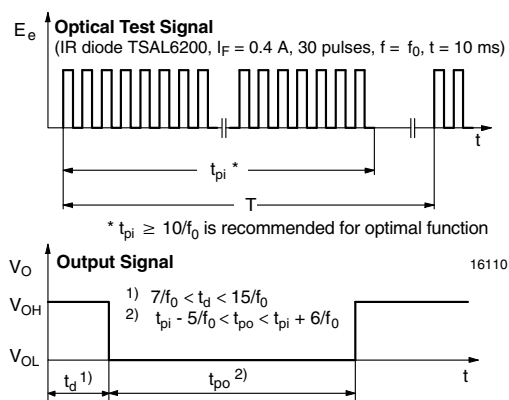 E_e Optical Test Signal
(IR diode TSAL6200, I_F = 0.4 A, 30 pulses, f = f_0, t = 10 ms)
t
t_pi *
T
* t_pi ≥ 10/f_0 is recommended for optimal function
V_O Output Signal 16110
V_OH
1) 7/f_0 < t_d < 15/f_0
2) t_pi - 5/f_0 < t_po < t_pi + 6/f_0
V_OL
t_d 1) t_po 2) t